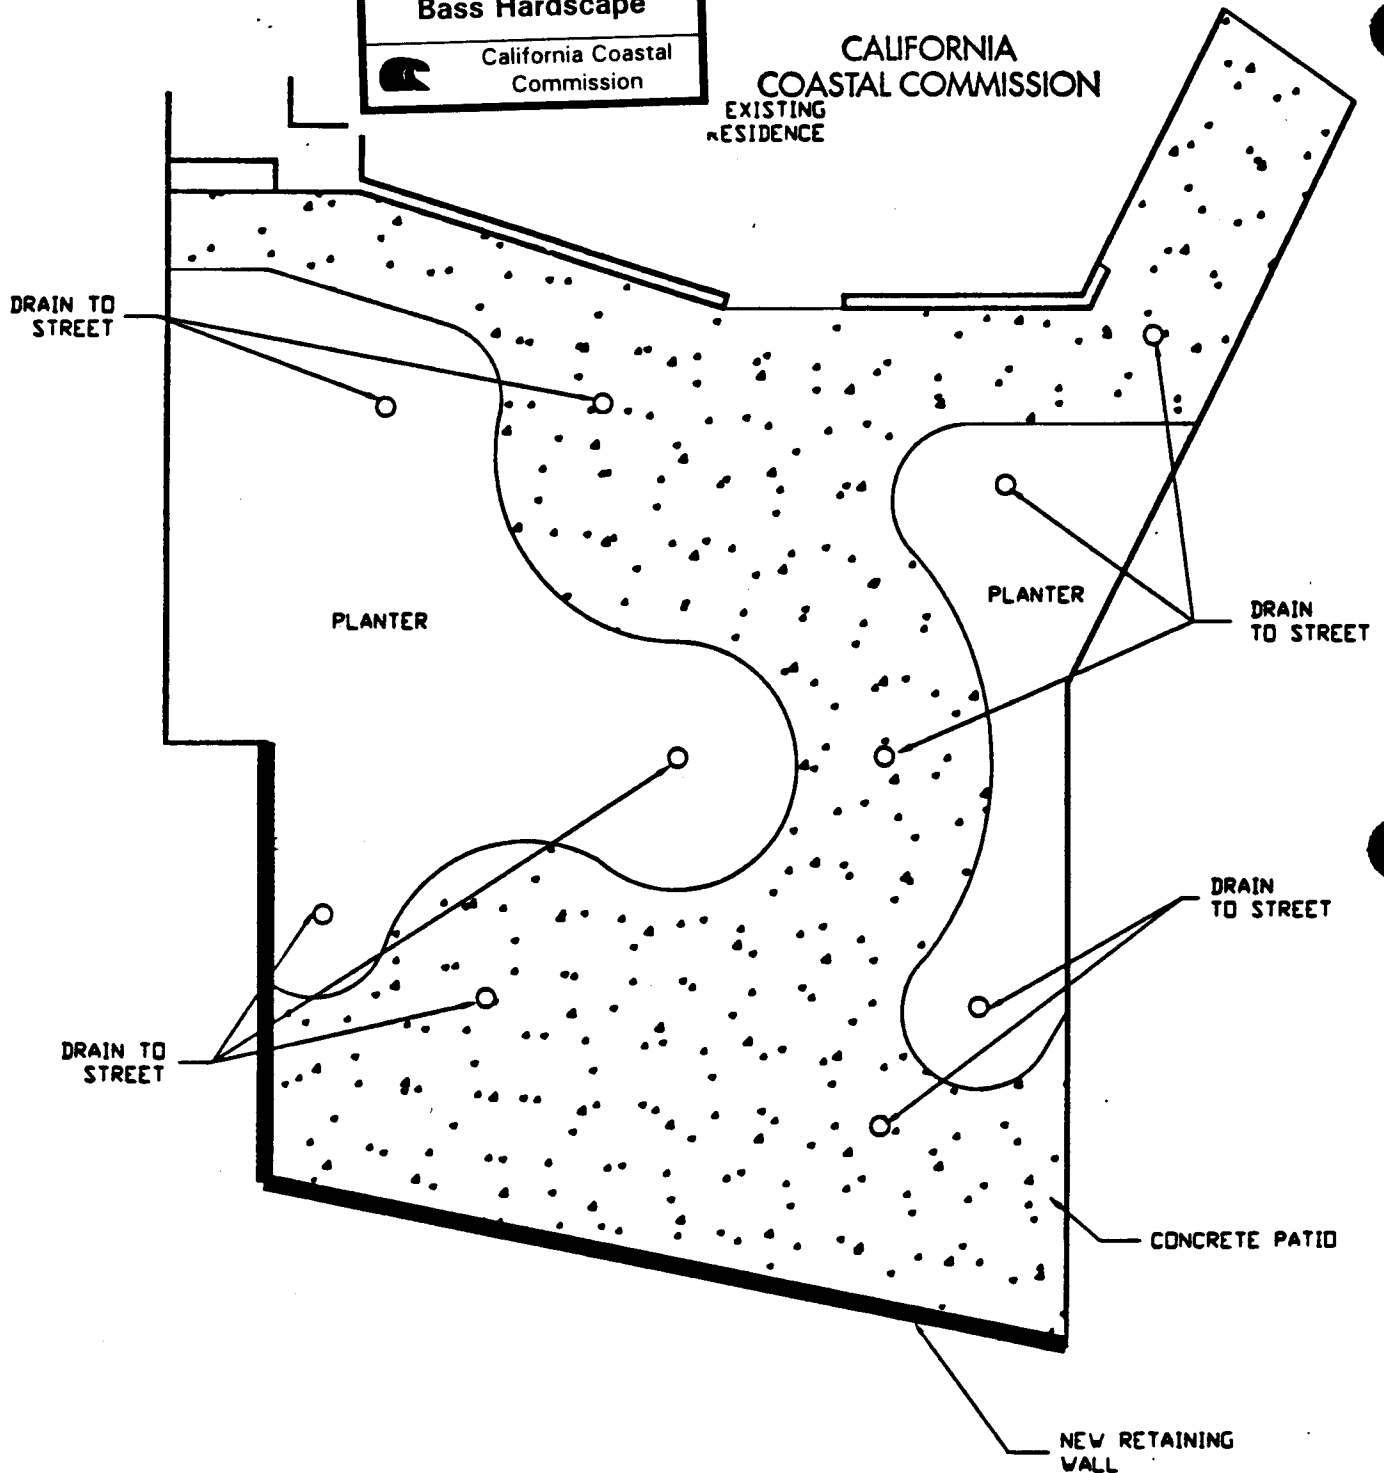 Bass Hardscape
California Coastal
Commission
CALIFORNIA
COASTAL COMMISSION
EXISTING
RESIDENCE
DRAIN TO
STREET
PLANTER
PLANTER
DRAIN
TO STREET
DRAIN
TO STREET
DRAIN TO
STREET
CONCRETE PATIO
NEW RETAINING
WALL